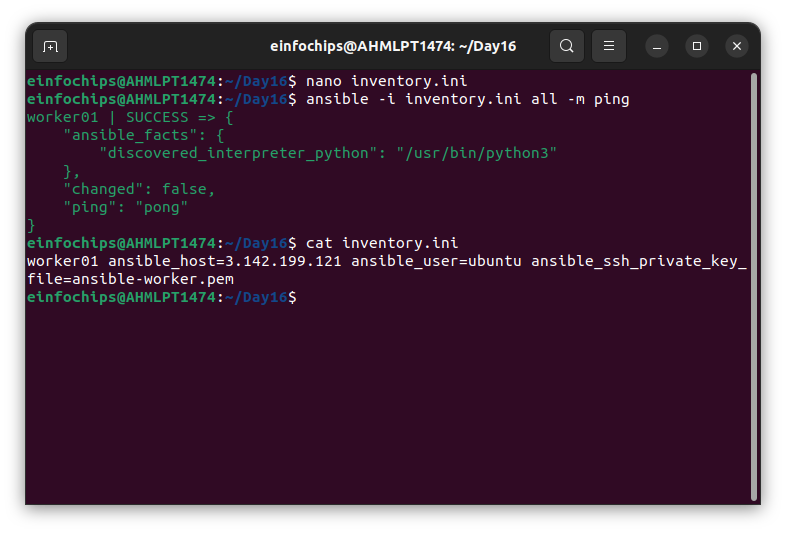 einfochips@AHMLPT1474: ~/Day16
einfochips@AHMLPT1474:~/Day16$ nano inventory.ini
einfochips@AHMLPT1474:~/Day16$ ansible -i inventory.ini all -m ping
worker01 | SUCCESS => {
    "ansible_facts": {
        "discovered_interpreter_python": "/usr/bin/python3"
    },
    "changed": false,
    "ping": "pong"
}
einfochips@AHMLPT1474:~/Day16$ cat inventory.ini
worker01 ansible_host=3.142.199.121 ansible_user=ubuntu ansible_ssh_private_key_
file=ansible-worker.pem
einfochips@AHMLPT1474:~/Day16$